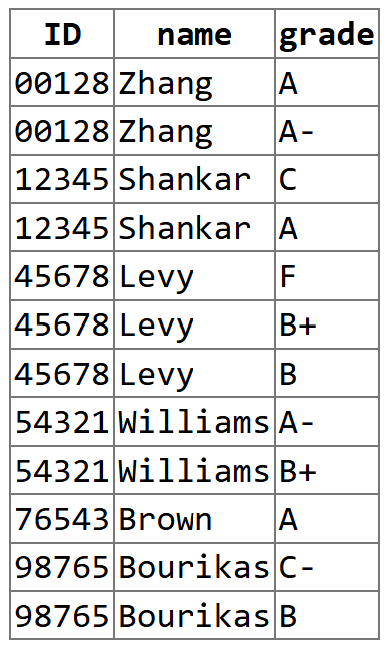 ID name grade
00128 Zhang A
00128 Zhang A-
12345 Shankar C
12345 Shankar A
45678 Levy F
45678 Levy B+
45678 Levy B
54321 Williams A-
54321 Williams B+
76543 Brown A
98765 Bourikas C-
98765 Bourikas B